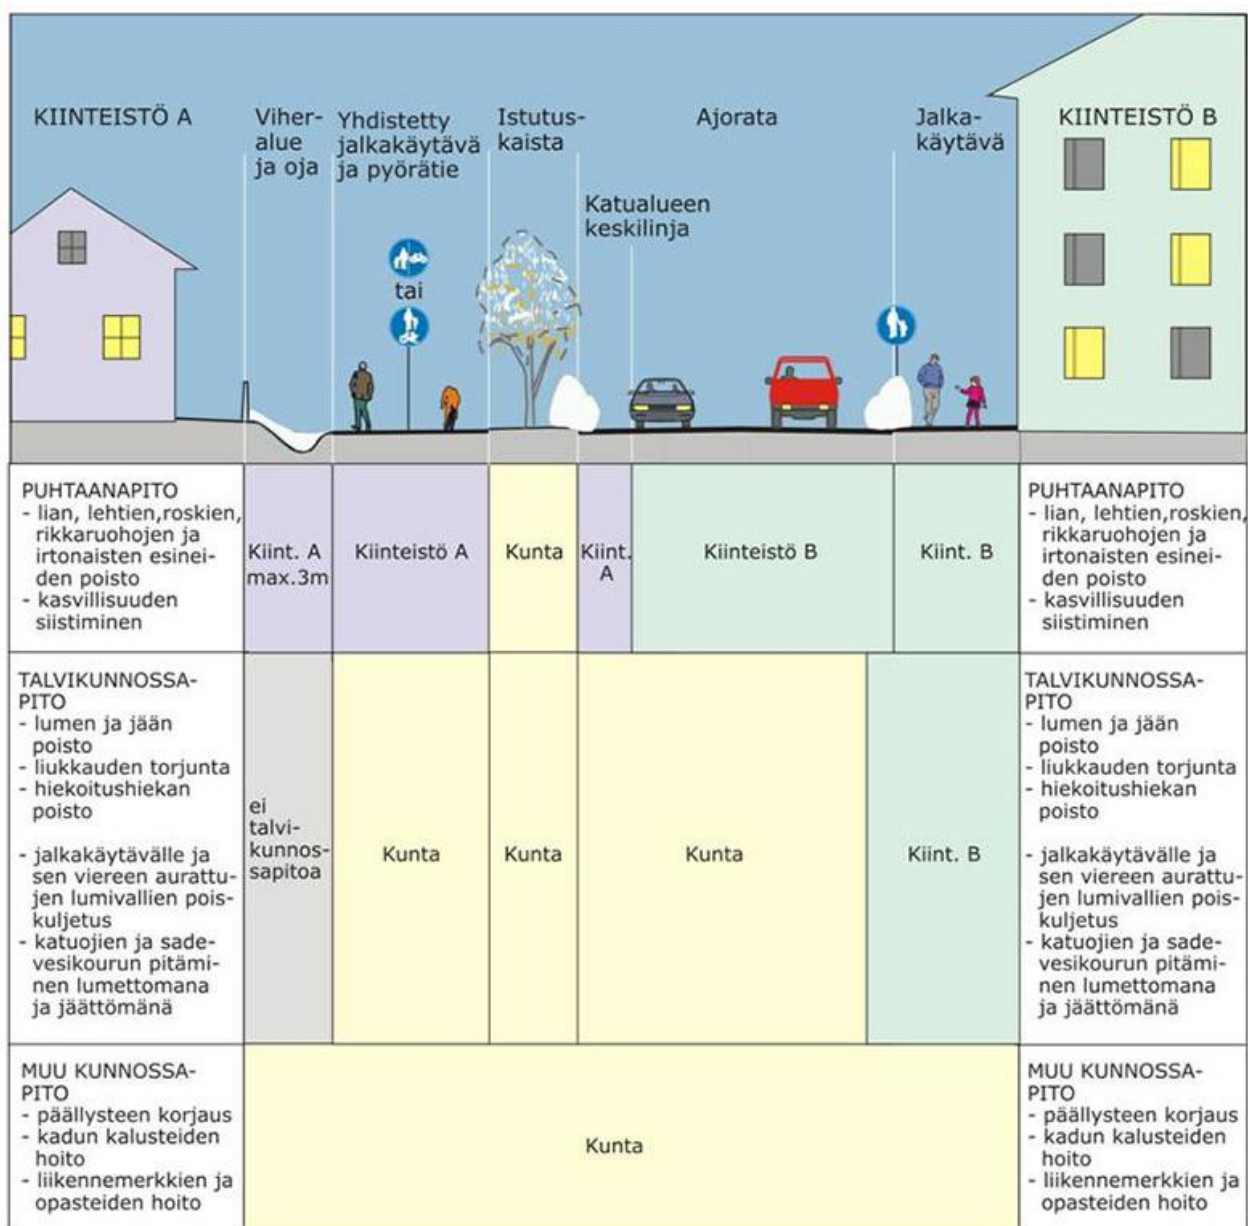 KIINTEISTÖ A
Viher-
alue
ja oja
Yhdistetty
jalkakäytävä
ja pyörätie
Istutus-
kaista
Ajorata
Jalka-
käytävä
KIINTEISTÖ B
Katualueen
keskilinja
tai
PUHTAANAPITO
- lian, lehtien,roskien,
rikkaruohojen ja
irtonaisten esinei-
den poisto
- kasvillisuuden
siistiminen
Kiint. A
max.3m
Kiinteistö A
Kunta
Kiint.
A
Kiinteistö B
Kiint. B
PUHTAANAPITO
- lian, lehtien,roskien,
rikkaruohojen ja
irtonaisten esinei-
den poisto
- kasvillisuuden
siistiminen
TALVIKUNNOSSA-
PITO
- lumen ja jään
poisto
- liukkauden torjunta
- hiekoitushiekan
poisto
- jalkakäytävälle ja
sen viereen aurattu-
jen lumivallien pois-
kuljetus
- katuojien ja sade-
vesikourun pitämi-
nen lumettomana
ja jäättömänä
ei
talvi-
kunnos-
sapitoa
Kunta
Kunta
Kunta
Kiint. B
TALVIKUNNOSSA-
PITO
- lumen ja jään
poisto
- liukkauden torjunta
- hiekoitushiekan
poisto
- jalkakäytävälle ja
sen viereen aurattu-
jen lumivallien pois-
kuljetus
- katuojien ja sade-
vesikourun pitämi-
nen lumettomana
ja jäättömänä
MUU KUNNOSSA-
PITO
- päällysteen korjaus
- kadun kalusteiden
hoito
- liikennemerkkien ja
opasteiden hoito
Kunta
MUU KUNNOSSA-
PITO
- päällysteen korjaus
- kadun kalusteiden
hoito
- liikennemerkkien ja
opasteiden hoito